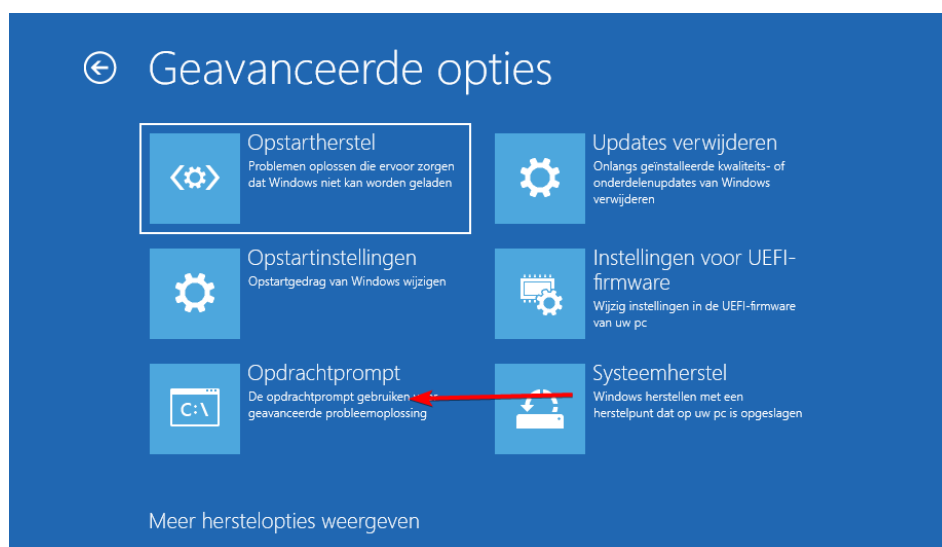 Geavanceerde opties
Opstartherstel
Problemen oplossen die ervoor zorgen
dat Windows niet kan worden geladen
Opstartinstellingen
Opstartgedrag van Windows wijzigen
Opdrachtprompt
De opdrachtprompt gebruiken
geavanceerde probleemoplossing
Updates verwijderen
Onlangs geïnstalleerde kwaliteits- of
onderdelenupdates van Windows
verwijderen
Instellingen voor UEFI-
firmware
Wijzig instellingen in de UEFI-firmware
van uw pc
Systeemherstel
Windows herstellen met een
herstelpunt dat op uw pc is opgeslagen
C:\
Meer herstelopties weergeven